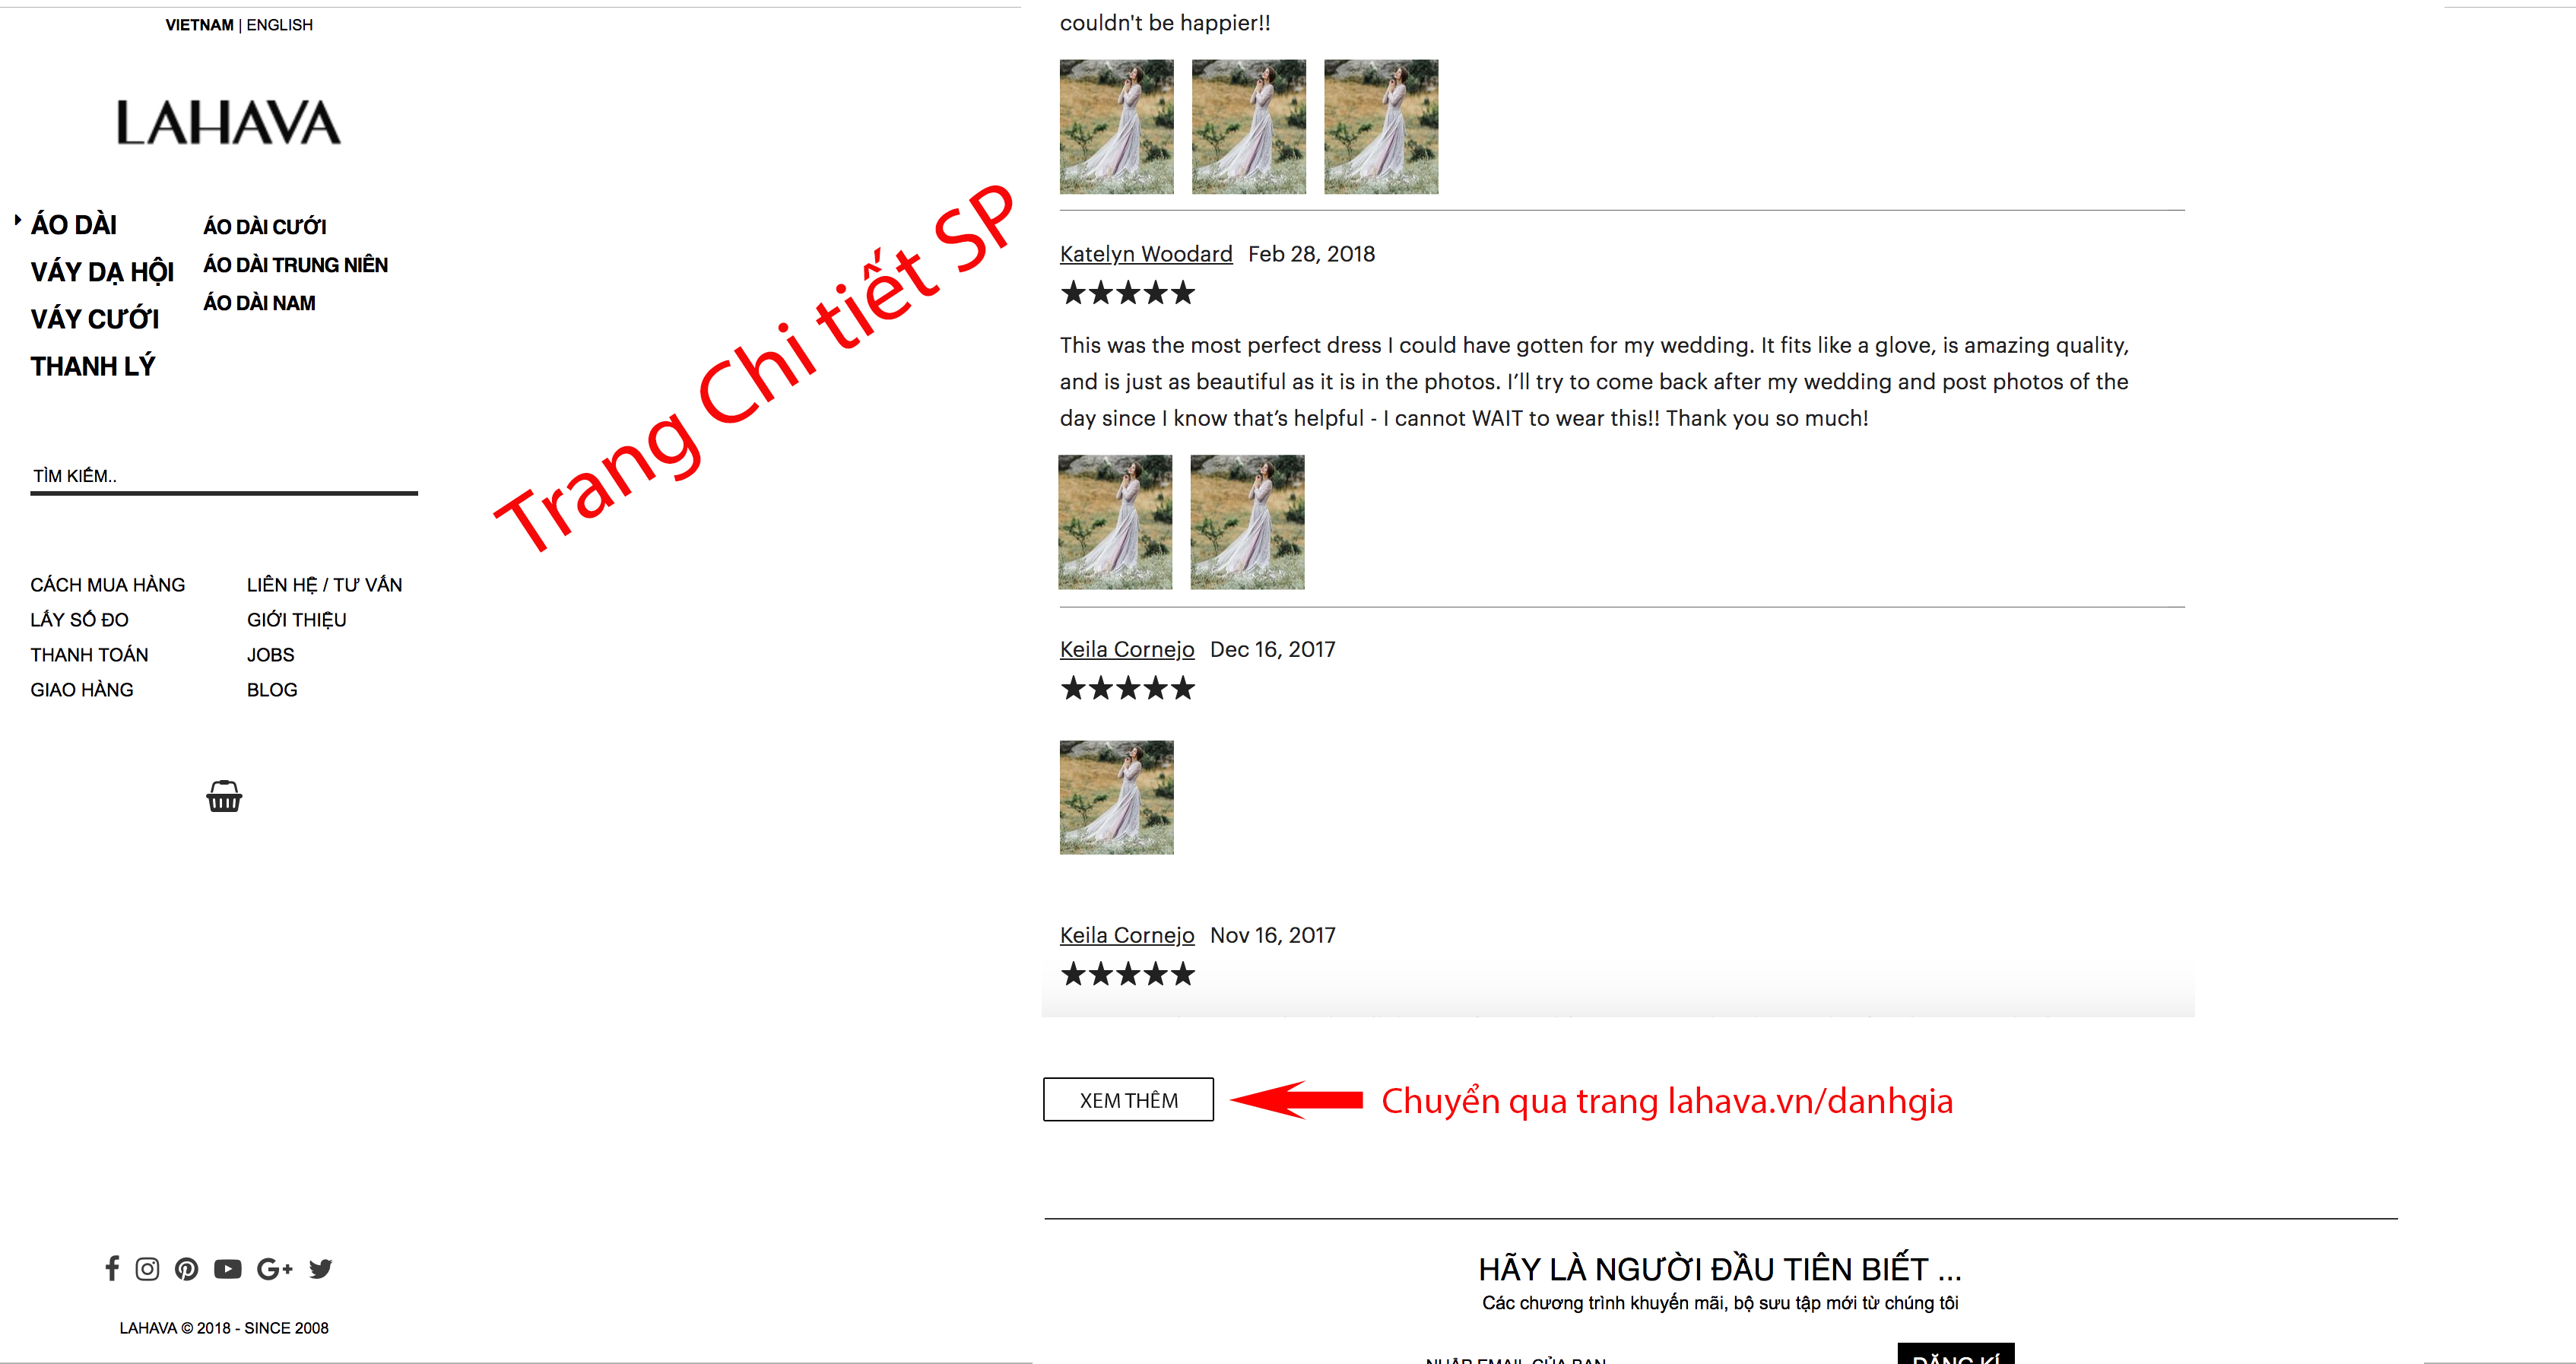 VIETNAM | ENGLISH
LAHAVA
ÁO DÀI
VÁY DẠ HỘI
VÁY CƯỚI
THANH LÝ
ÁO DÀI CƯỚI
ÁO DÀI TRUNG NIÊN
ÁO DÀI NAM
TÌM KIẾM..
CÁCH MUA HÀNG
LẤY SỐ ĐO
THANH TOÁN
GIAO HÀNG
LIÊN HỆ / TƯ VẤN
GIỚI THIỆU
JOBS
BLOG
LAHAVA © 2018 - SINCE 2008
Trang Chi tiết SP
couldn't be happier!!
Katelyn Woodard Feb 28, 2018
★★★★★
This was the most perfect dress I could have gotten for my wedding. It fits like a glove, is amazing quality,
and is just as beautiful as it is in the photos. I’ll try to come back after my wedding and post photos of the
day since I know that’s helpful - I cannot WAIT to wear this!! Thank you so much!
Keila Cornejo Dec 16, 2017
★★★★★
Keila Cornejo Nov 16, 2017
★★★★★
XEM THÊM
Chuyển qua trang lahava.vn/danhgia
HÃY LÀ NGƯỜI ĐẦU TIÊN BIẾT ...
Các chương trình khuyến mãi, bộ sưu tập mới từ chúng tôi
NHẬP EMAIL CỦA BẠN
ĐĂNG KÍ